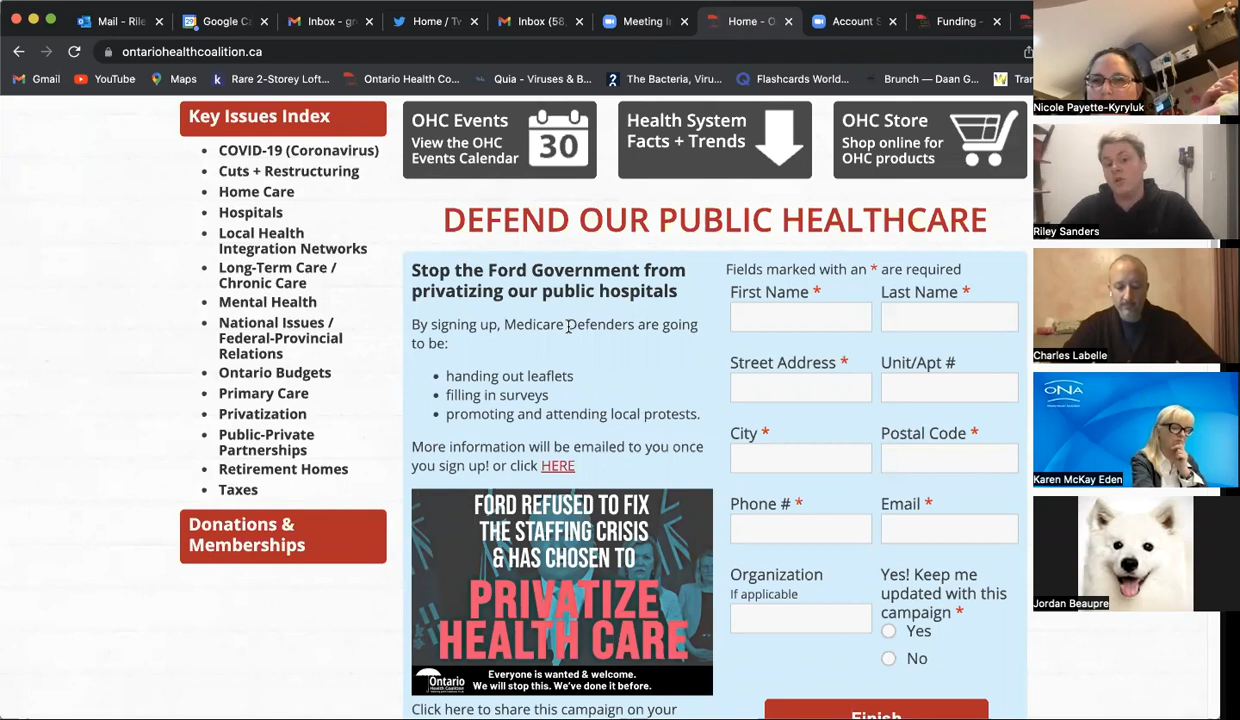 Mail - Rile
Google C
Inbox - gr
Home / Tw
Inbox (58,
Meeting In
Home - O
Account S
Funding -
ontariohealthcoalition.ca
Gmail
YouTube
Maps
Rare 2-Storey Loft...
Ontario Health Co...
Quia - Viruses & B...
The Bacteria, Viru...
Flashcards World...
Brunch — Daan G...
Tran
Key Issues Index
COVID-19 (Coronavirus)
Cuts + Restructuring
Home Care
Hospitals
Local Health
Integration Networks
Long-Term Care /
Chronic Care
Mental Health
National Issues /
Federal-Provincial
Relations
Ontario Budgets
Primary Care
Privatization
Public-Private
Partnerships
Retirement Homes
Taxes
Donations &
Memberships
OHC Events
View the OHC
Events Calendar
30
Health System
Facts + Trends
OHC Store
Shop online for
OHC products
DEFEND OUR PUBLIC HEALTHCARE
Stop the Ford Government from
privatizing our public hospitals
By signing up, Medicare Defenders are going
to be:
handing out leaflets
filling in surveys
promoting and attending local protests.
More information will be emailed to you once
you sign up! or click HERE
FORD REFUSED TO FIX
THE STAFFING CRISIS
& HAS CHOSEN TO
PRIVATIZE
HEALTH CARE
Ontario
Health Coalition
Everyone is wanted & welcome.
We will stop this. We've done it before.
Click here to share this campaign on your
Fields marked with an * are required
First Name *
Last Name *
Street Address *
Unit/Apt #
City *
Postal Code *
Phone # *
Email *
Organization
If applicable
Yes! Keep me
updated with this
campaign *
Yes
No
Finish
Nicole Payette-Kyryluk
Riley Sanders
Charles Labelle
ONA
Karen McKay Eden
Jordan Beaupre